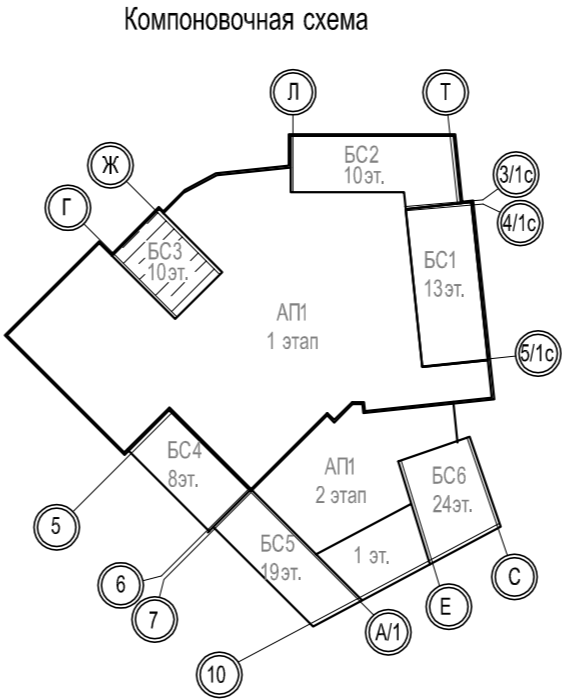 Компоновочная схема
Л
Т
Ж
БС2
10эт.
3/1с
Г
4/1с
БС3
10эт.
БС1
13эт.
АП1
1 этап
5/1с
БС4
8эт.
АП1
2 этап
БС6
24эт.
5
БС5
19эт.
1 эт.
6
С
7
Е
А/1
10